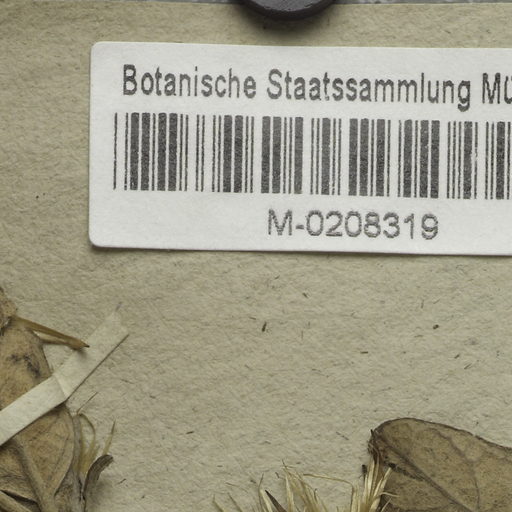 Botanische Staatssammlung Mü
M-0208319